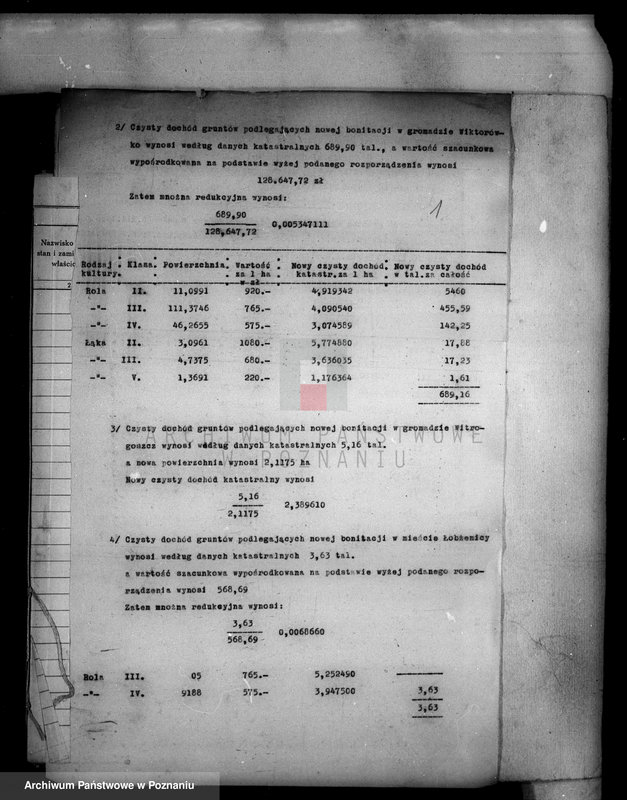 2/ Czysty dochód gruntów podlegających nowej bonitacji w gromadzie Wiktorów-
ko wynosi według danych katastralnych 689,90 tal., a wartość szacunkowa
wypośrodkowana na podstawie wyżej podanego rozporządzenia wynosi
128.647,72 zł
Zatem mnożna redukcyjna wynosi:
1
689,90
128.647,72
0,005347111
Nazwisko
stan i zami
właścic
2
Rodzaj kultury. Klasa. Powierzchnia. Wartość za 1 ha w zł. Nowy czysty dochód. katastr.za 1 ha Nowy czysty dochód w tal.za całość
Rola II. 11,0991 920.- 4,919342 5460
-"- III. 111,3746 765.- 4,090540 455,59
-"- IV. 46,2655 575.- 3,074589 142,25
Łąka II. 3,0961 1080.- 5,774880 17,88
-"- III. 4,7375 680.- 3,636035 17,23
-"- V. 1,3691 220.- 1,176364 1,61
689,16
3/ Czysty dochód gruntów podlegających nowej bonitacji w gromadzie Witro-
goszcz wynosi według danych katastralnych 5,16 tal.
a nowa powierzchnia wynosi 2,1175 ha
Nowy czysty dochód katastralny wynosi
5,16
2,1175
2,389610
ARCHIWUM PAŃSTWOWE
W POZNANIU
4/ Czysty dochód gruntów podlegających nowej bonitacji w mieście Łobżenicy
wynosi według danych katastralnych 3,63 tal.
a wartość szacunkowa wypośrodkowana na podstawie wyżej podanego rozpo-
rządzenia wynosi 568,69
Zatem mnożna redukcyjna wynosi:
3,63
568,69
0,0068660
Rola III. 05 765.- 5,252490
-"- IV. 9188 575.- 3,947500 3,63
3,63
Archiwum Państwowe w Poznaniu